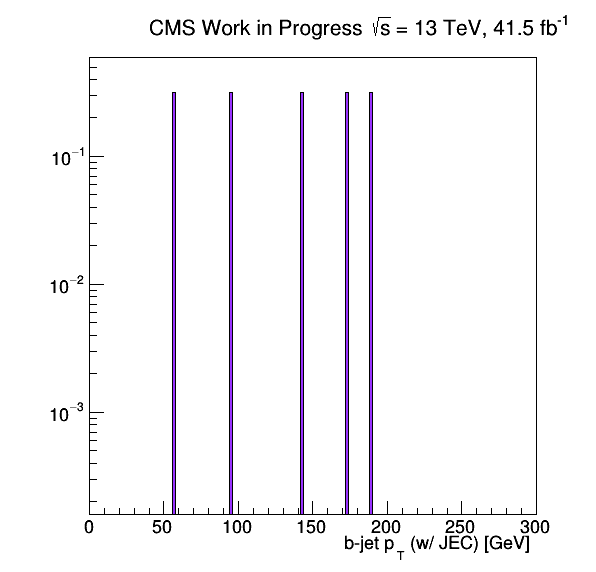 CMS Work in Progress √s = 13 TeV, 41.5 fb⁻¹
10⁻¹
10⁻²
10⁻³
0 50 100 150 200 250 300
b-jet p_T (w/ JEC) [GeV]